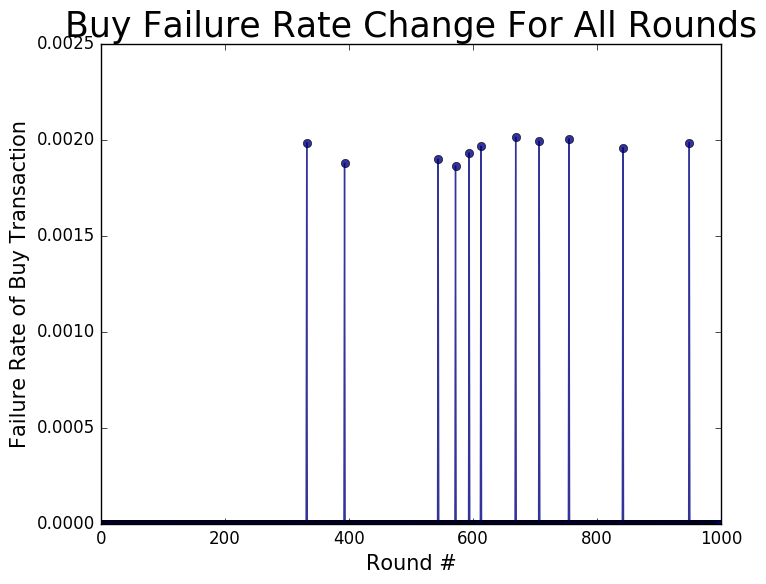 Buy Failure Rate Change For All Rounds
Failure Rate of Buy Transaction
0.0025
0.0020
0.0015
0.0010
0.0005
0.0000
0 200 400 600 800 1000
Round #